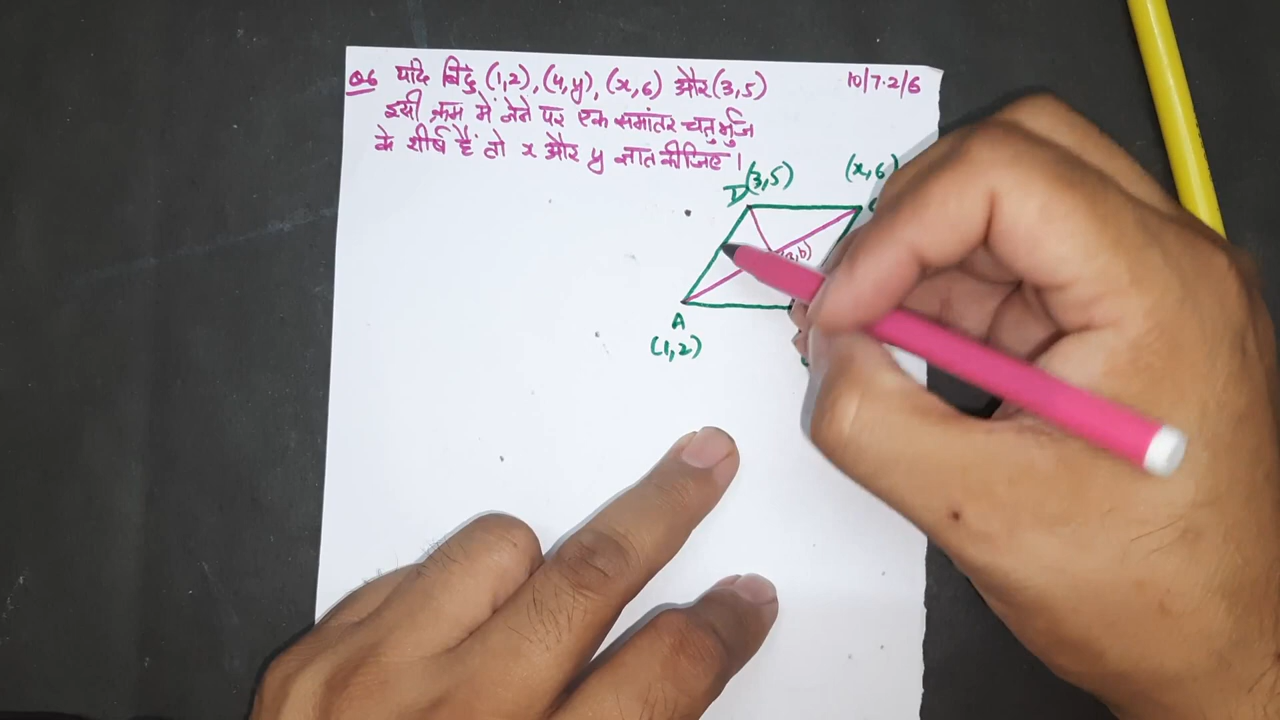 Q6 यदि बिंदु (1,2), (4,y), (x,6) और (3,5)
10/7.2/6
इसी क्रम में लेने पर एक समांतर चतुर्भुज
के शीर्ष हैं तो x और y ज्ञात कीजिए।
D (3,5)
(x,6)
(a,b)
A
(1,2)